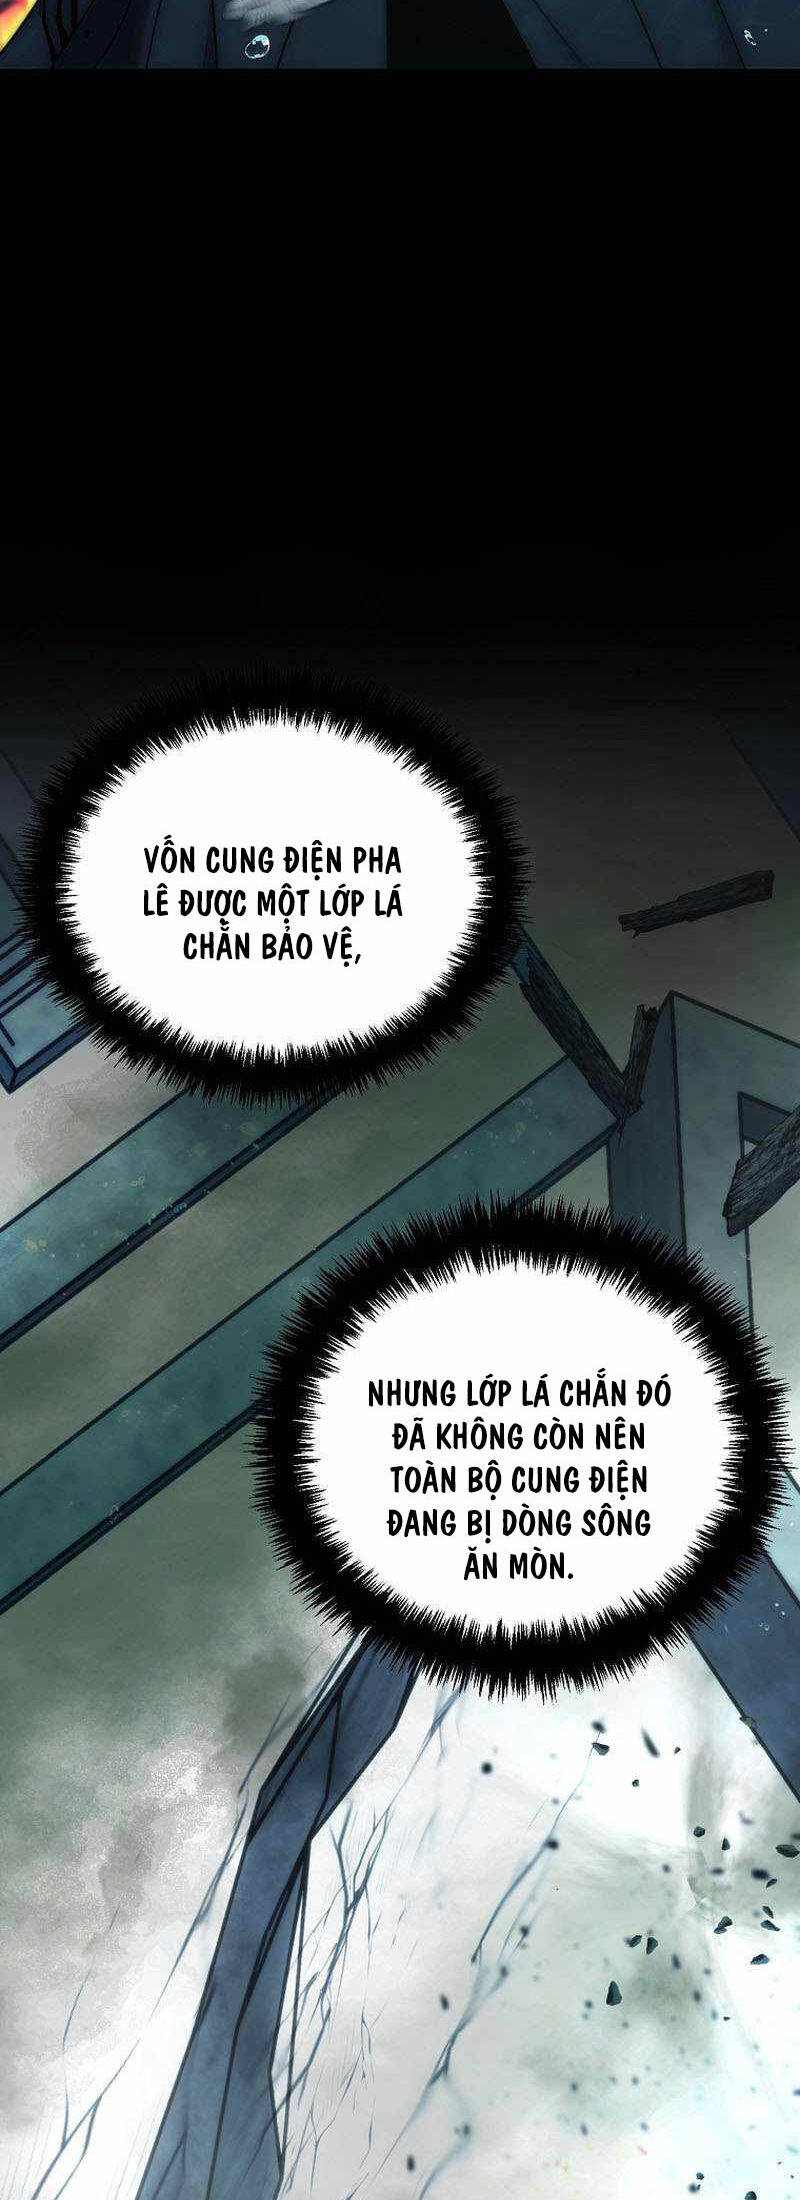 VỐN CUNG ĐIỆN PHA
LÊ ĐƯỢC MỘT LỚP LÁ
CHẮN BẢO VỆ,
NHƯNG LỚP LÁ CHẮN ĐÓ
ĐÃ KHÔNG CÒN NÊN
TOÀN BỘ CUNG ĐIỆN
ĐANG BỊ DÒNG SÔNG
ĂN MÒN.